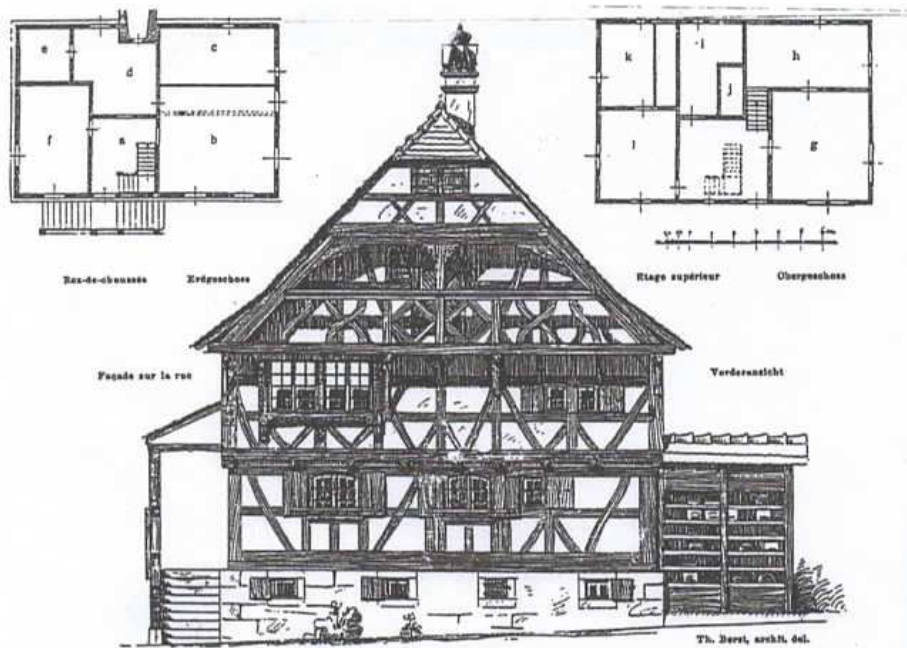 e
d
c
f
a
b
k
i
h
j
l
g
Rez-de-chaussée Erdgeschoss
Etage supérieur Obergeschoss
Façade sur la rue
Vorderansicht
Th. Berst, archit. del.